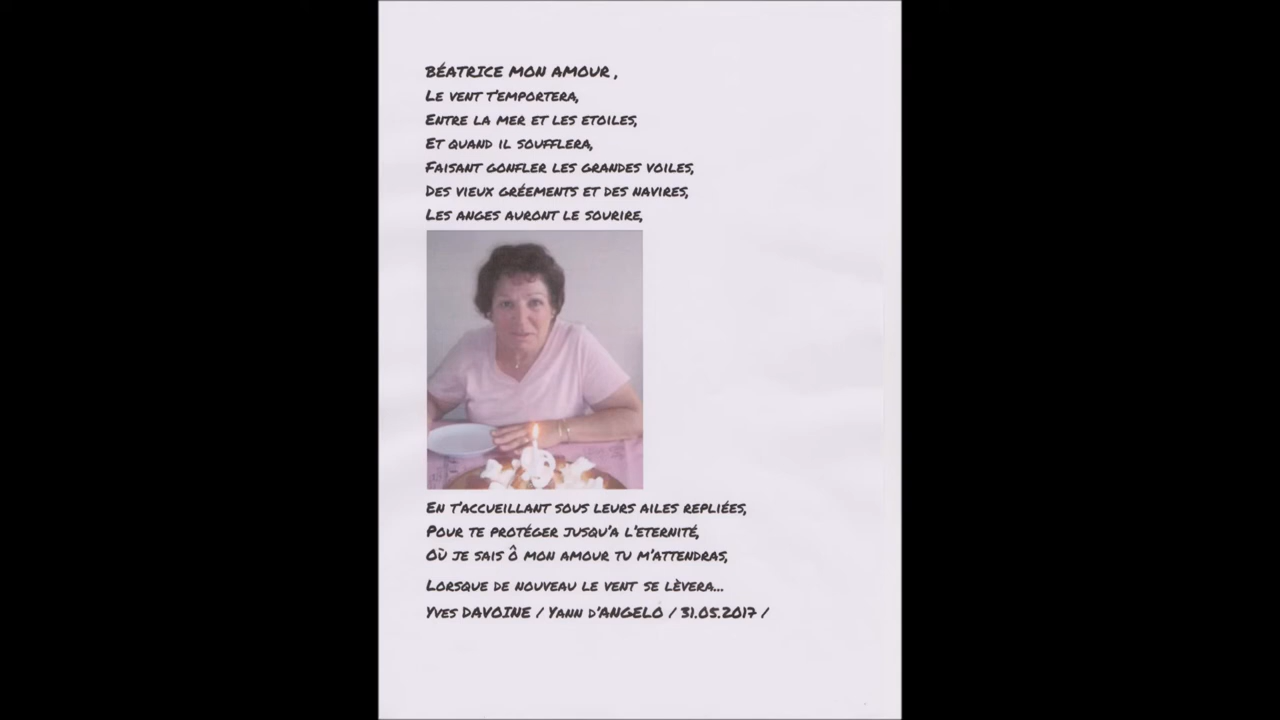 BÉATRICE MON AMOUR ,
LE VENT T'EMPORTERA,
ENTRE LA MER ET LES ETOILES,
ET QUAND IL SOUFFLERA,
FAISANT GONFLER LES GRANDES VOILES,
DES VIEUX GRÉEMENTS ET DES NAVIRES,
LES ANGES AURONT LE SOURIRE,
EN T'ACCUEILLANT SOUS LEURS AILES REPLIÉES,
POUR TE PROTÉGER JUSQU'A L'ETERNITÉ,
OÙ JE SAIS Ô MON AMOUR TU M'ATTENDRAS,
LORSQUE DE NOUVEAU LE VENT SE LÈVERA...
YVES DAVOINE / YANN D'ANGELO / 31.05.2017 /